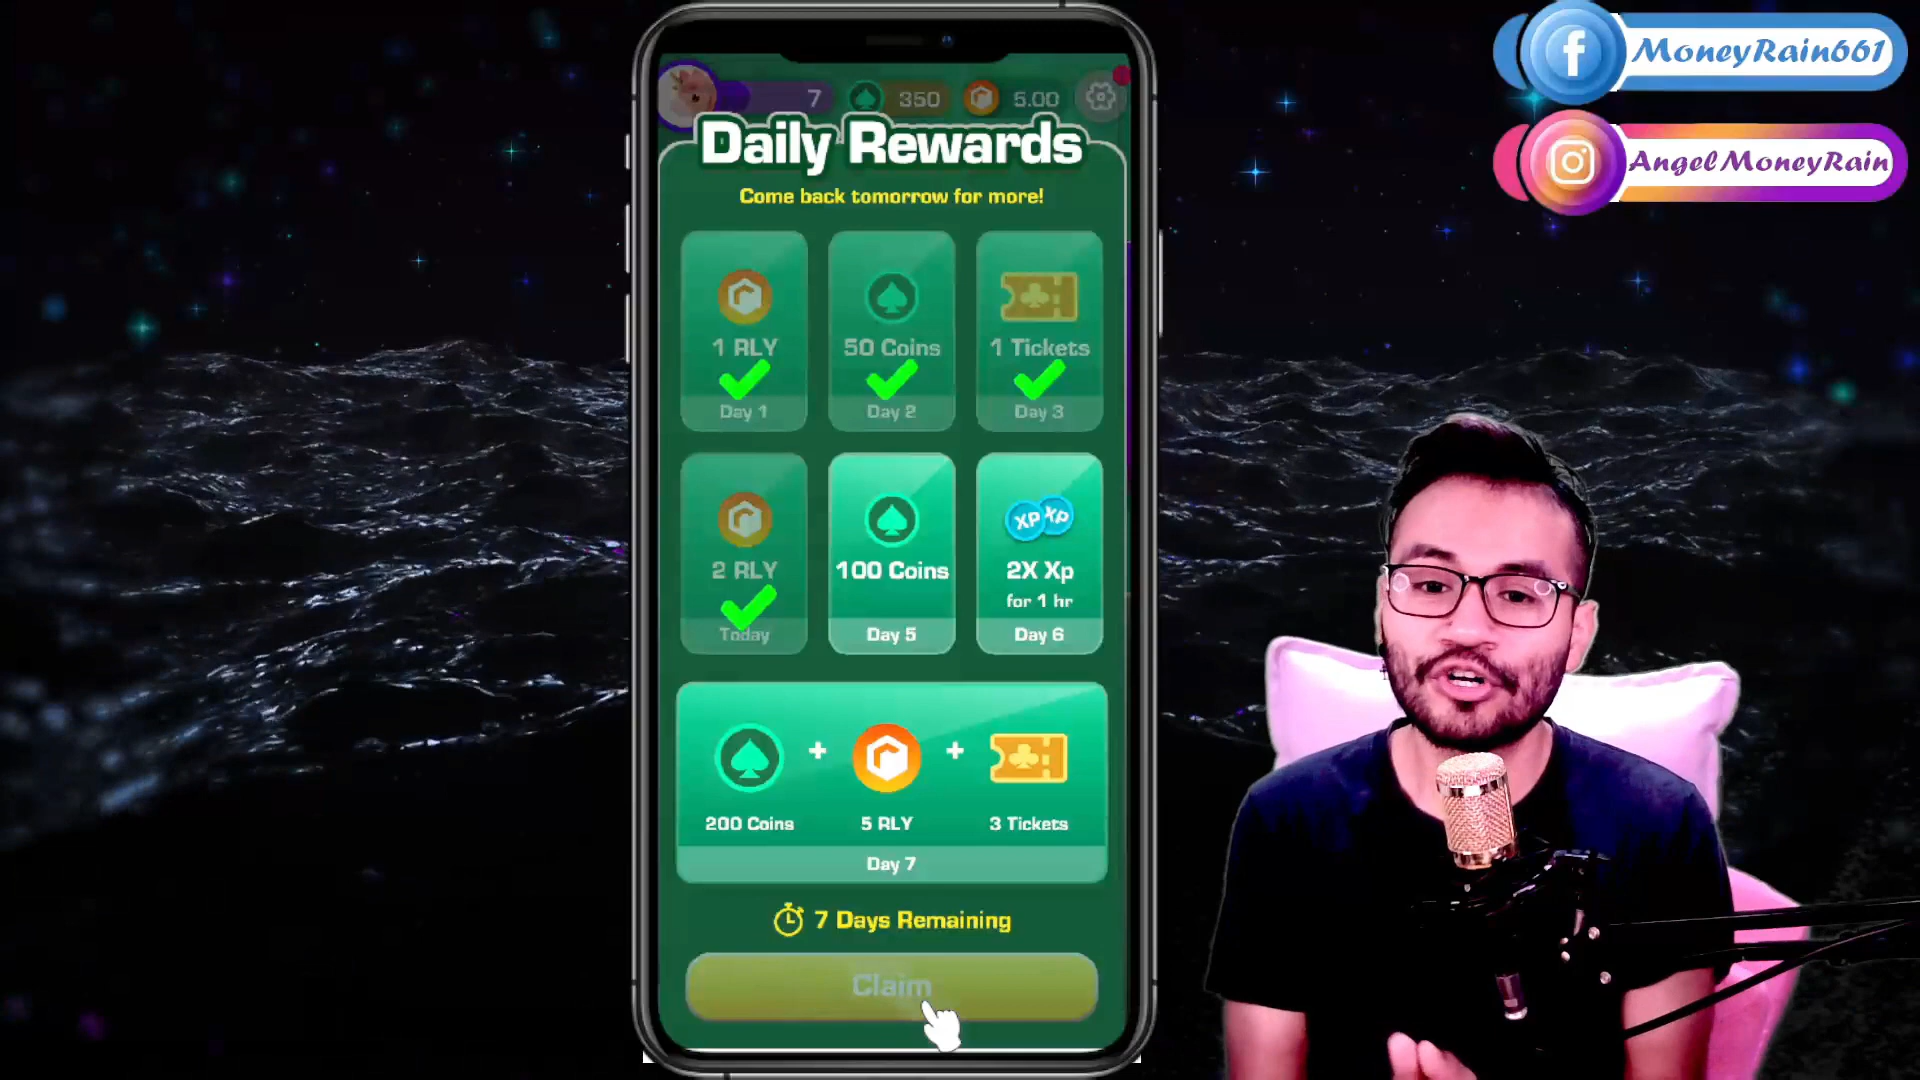 MoneyRain661
AngelMoneyRain
7 350 5.00
Daily Rewards
Come back tomorrow for more!
1 RLY
Day 1
50 Coins
Day 2
1 Tickets
Day 3
2 RLY
Today
100 Coins
Day 5
XP XP
2X Xp
for 1 hr
Day 6
+ +
200 Coins
5 RLY
3 Tickets
Day 7
7 Days Remaining
Claim